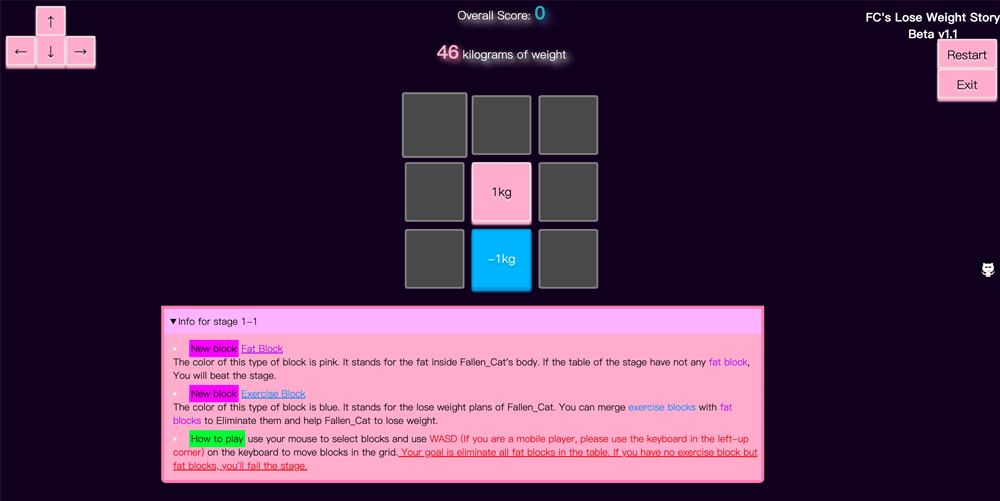 ↑
← ↓ →
Overall Score: 0
46 kilograms of weight
FC's Lose Weight Story
Beta v1.1
Restart
Exit
1kg
-1kg
▼Info for stage 1-1
New block Fat Block
The color of this type of block is pink. It stands for the fat inside Fallen_Cat's body. If the table of the stage have not any fat block,
You will beat the stage.
New block Exercise Block
The color of this type of block is blue. It stands for the lose weight plans of Fallen_Cat. You can merge exercise blocks with fat
blocks to Eliminate them and help Fallen_Cat to lose weight.
How to play use your mouse to select blocks and use WASD (If you are a mobile player, please use the keyboard in the left-up
corner) on the keyboard to move blocks in the grid. Your goal is eliminate all fat blocks in the table. If you have no exercise block but
fat blocks, you'll fail the stage.